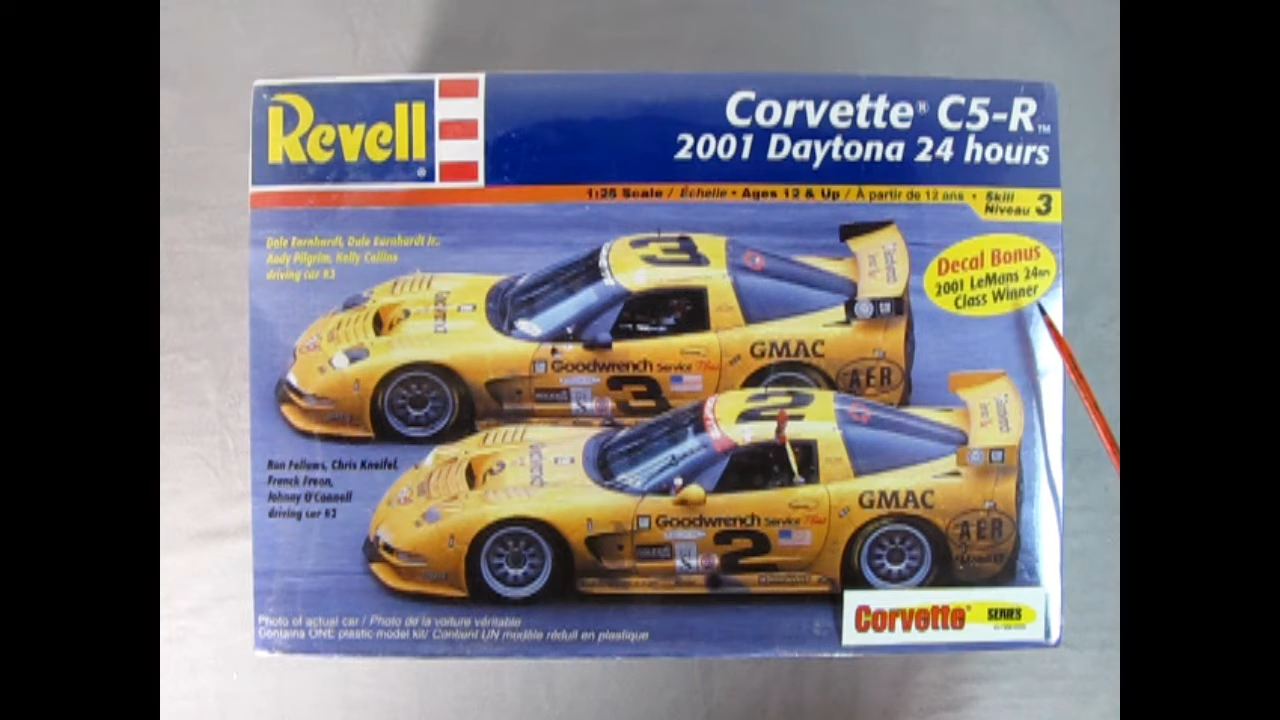 Revell
Corvette® C5-R™
2001 Daytona 24 hours
1:25 Scale / Échelle • Ages 12 & Up / À partir de 12 ans • Skill
Niveau 3
Dale Earnhardt, Dale Earnhardt Jr.
Andy Pilgrim, Kelly Collins
driving car #3
Decal Bonus
2001 LeMans 24hrs
Class Winner
3
GMAC
Goodwrench Service Plus
3
AER
2
Ron Fellows, Chris Kneifel,
Franck Freon,
Johnny O'Connell
driving car #2
GMAC
Goodwrench Service Plus
2
AER
Photo of actual car / Photo de la voiture véritable
Contains ONE plastic model kit/ Contient UN modèle réduit en plastique
Corvette® SERIES